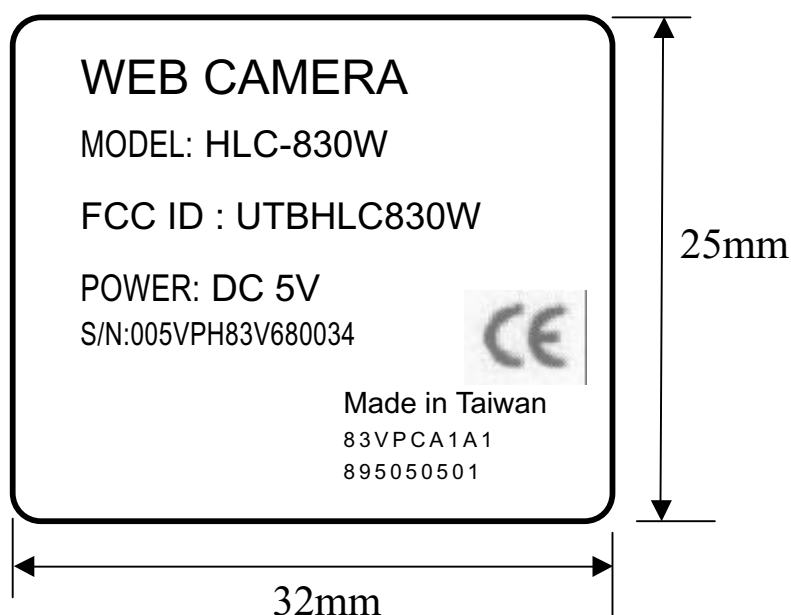 WEB CAMERA
MODEL: HLC-830W
FCC ID : UTBHLC830W
25mm
POWER: DC 5V
S/N:005VPH83V680034
CE
Made in Taiwan
83VPCA1A1
895050501
32mm